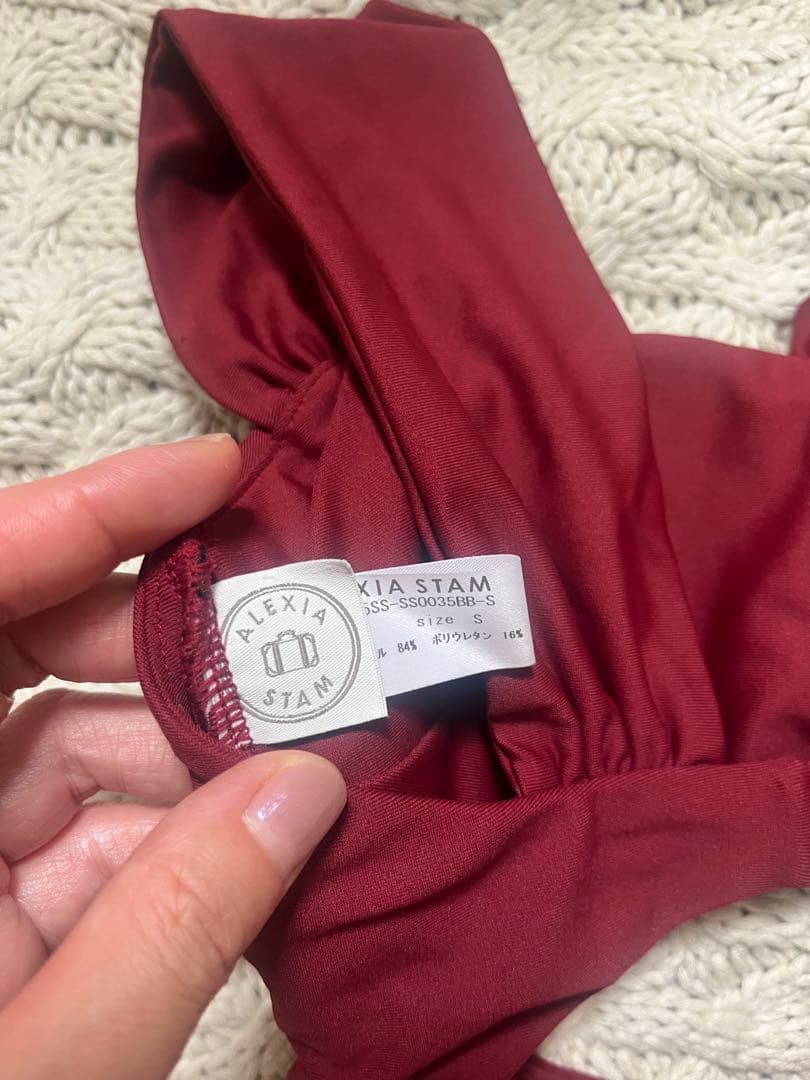 ALEXIA
STAM
XIA STAM
5SS-SS0035BB-S
size S
ル 84% ポリウレタン 16%